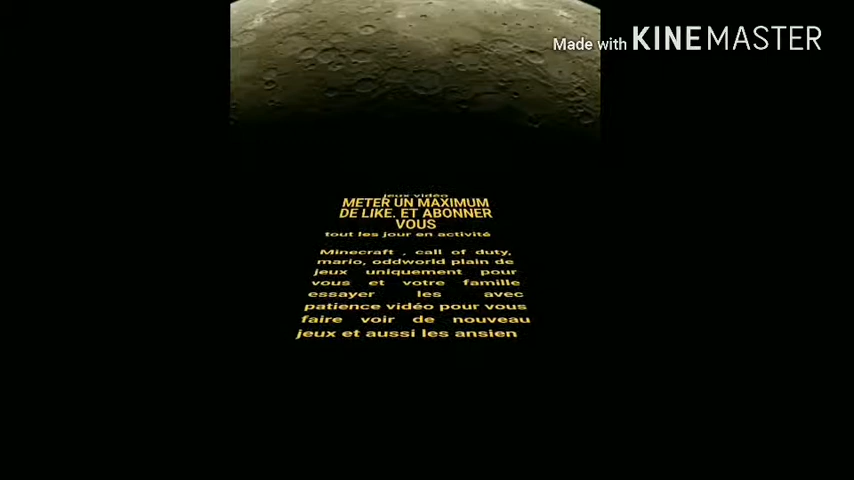 Made with KINEMASTER
jeux vidéo
METER UN MAXIMUM
DE LIKE. ET ABONNER
VOUS
tout les jour en activité
Minecraft , call of duty,
mario, oddworld plain de
jeux uniquement pour
vous et votre famille
essayer les avec
patience vidéo pour vous
faire voir de nouveau
jeux et aussi les ansien